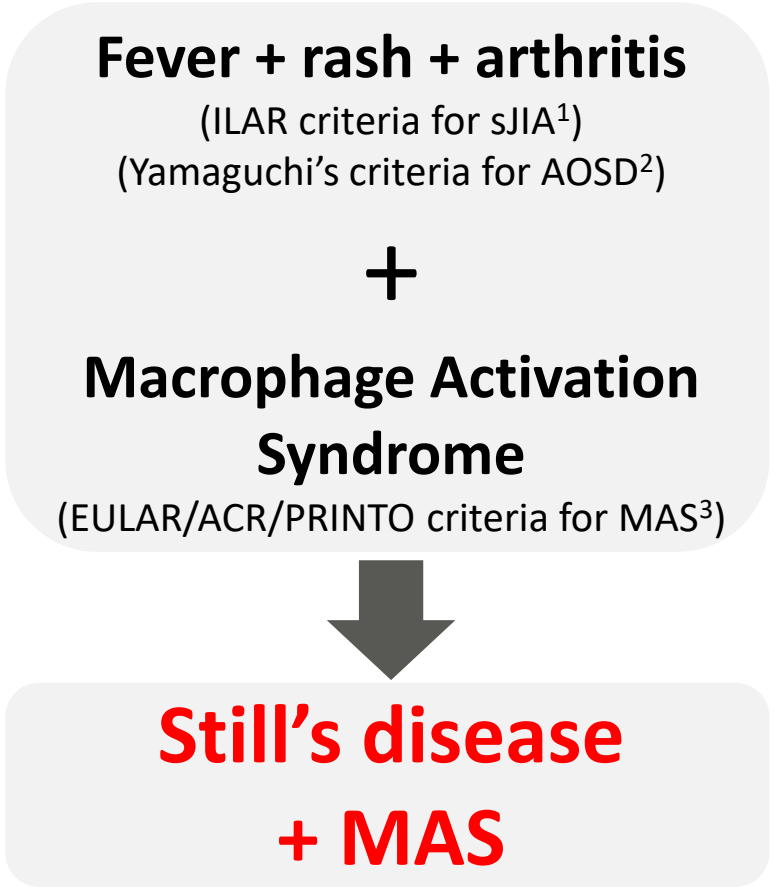 Fever + rash + arthritis
(ILAR criteria for sJIA¹)
(Yamaguchi’s criteria for AOSD²)
+
Macrophage Activation
Syndrome
(EULAR/ACR/PRINTO criteria for MAS³)
Still’s disease
+ MAS